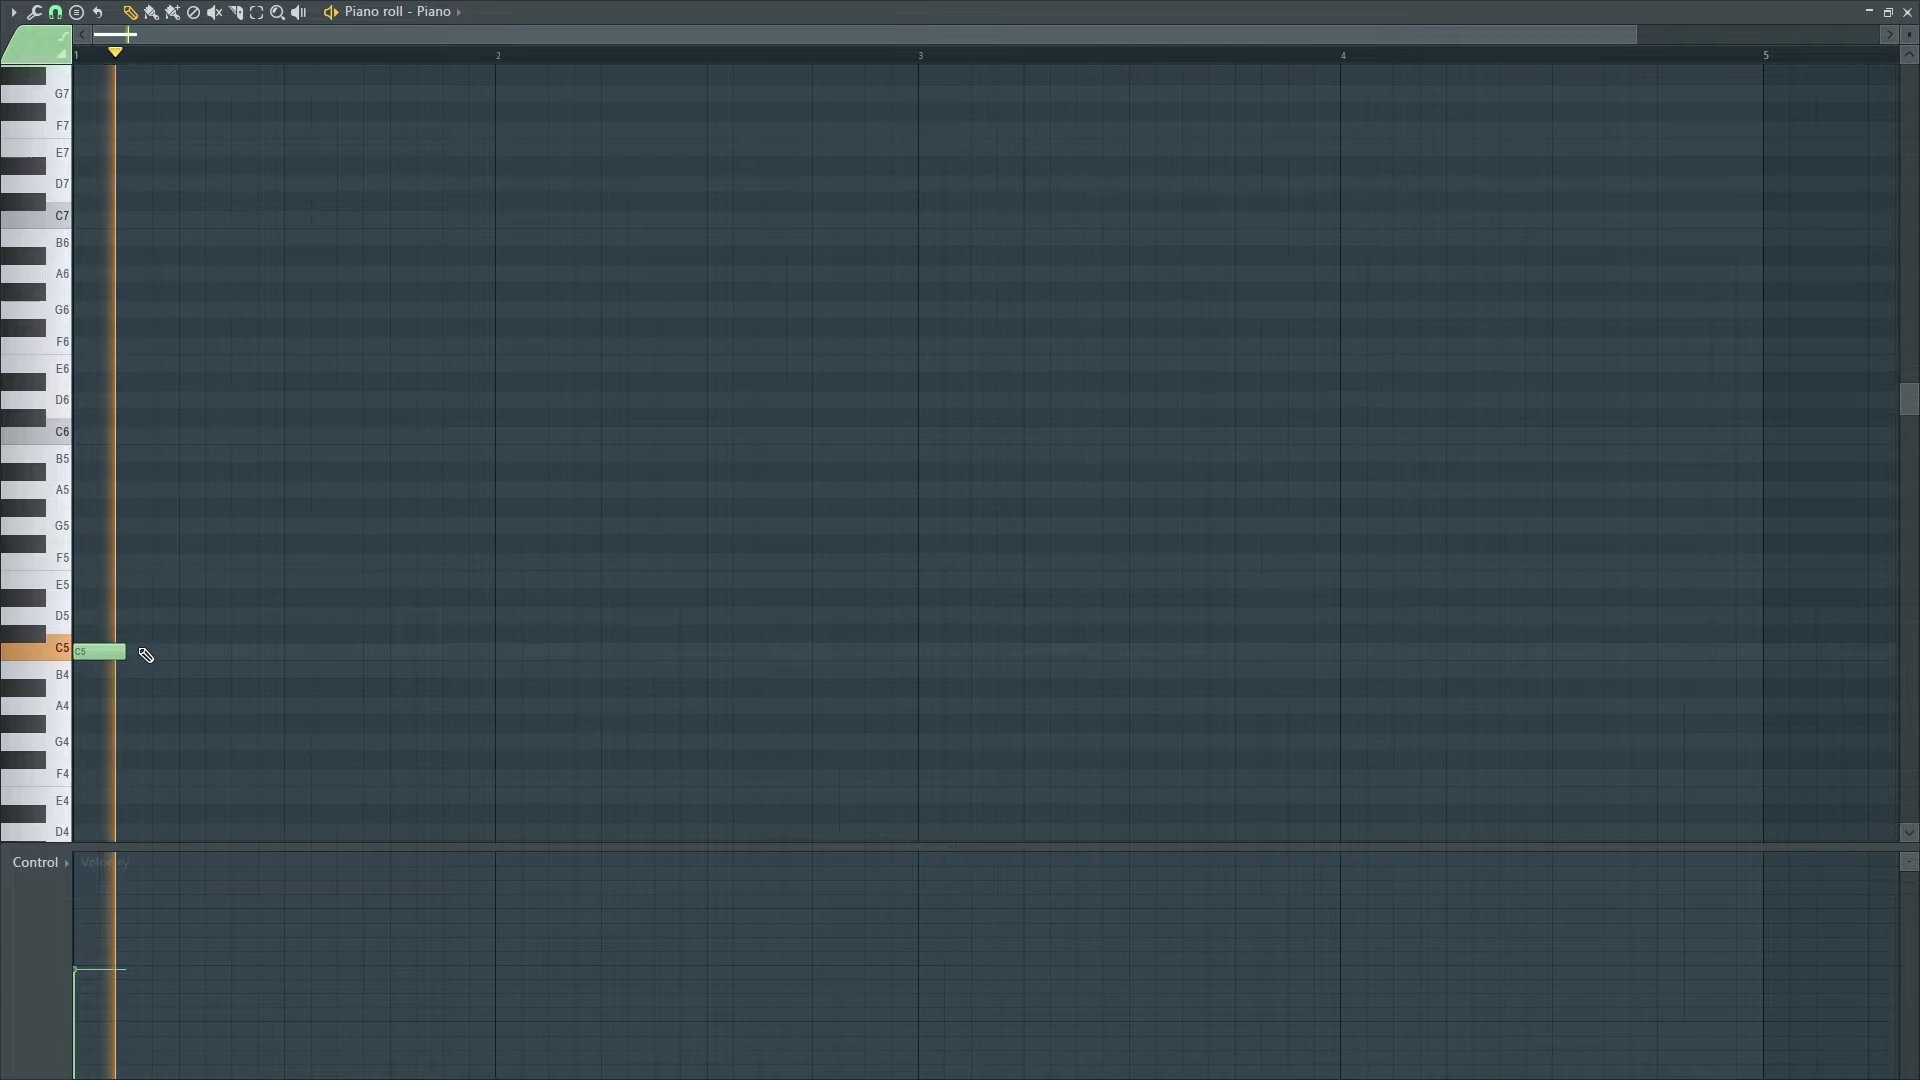 Piano roll - Piano
1 2 3 4 5
G7
F7
E7
D7
C7
B6
A6
G6
F6
E6
D6
C6
B5
A5
G5
F5
E5
D5
C5 C5
B4
A4
G4
F4
E4
D4
Control Velocity